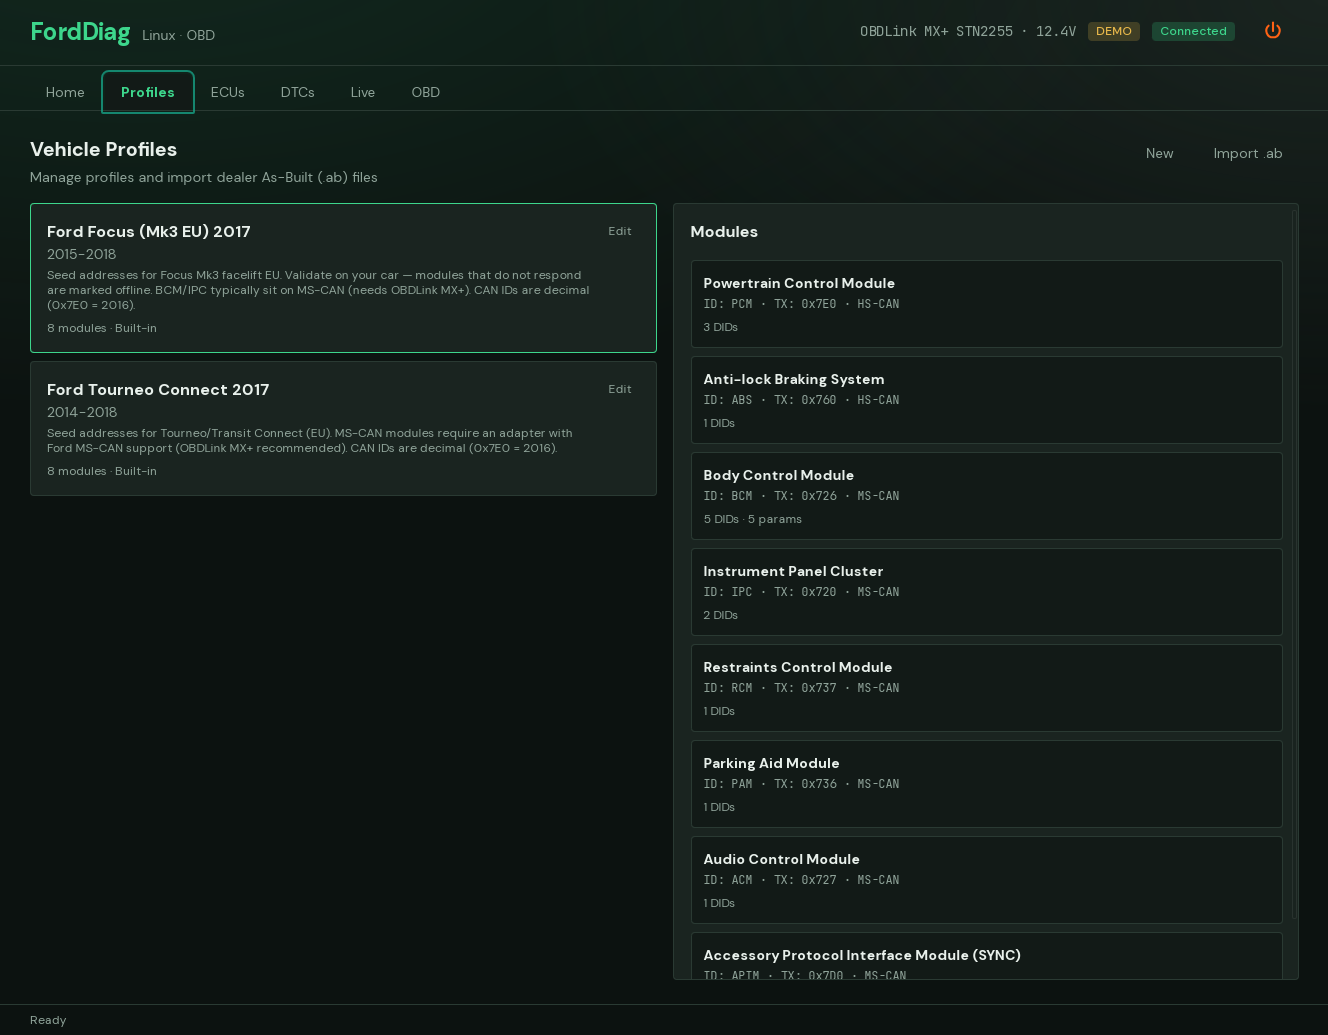 FordDiag Linux · OBD
OBDLink MX+ STN2255 · 12.4V DEMO Connected
Home Profiles ECUs DTCs Live OBD
Vehicle Profiles
Manage profiles and import dealer As-Built (.ab) files
New Import .ab
Ford Focus (Mk3 EU) 2017
Edit
2015-2018
Seed addresses for Focus Mk3 facelift EU. Validate on your car — modules that do not respond
are marked offline. BCM/IPC typically sit on MS-CAN (needs OBDLink MX+). CAN IDs are decimal
(0x7E0 = 2016).
8 modules · Built-in
Ford Tourneo Connect 2017
Edit
2014-2018
Seed addresses for Tourneo/Transit Connect (EU). MS-CAN modules require an adapter with
Ford MS-CAN support (OBDLink MX+ recommended). CAN IDs are decimal (0x7E0 = 2016).
8 modules · Built-in
Modules
Powertrain Control Module
ID: PCM · TX: 0x7E0 · HS-CAN
3 DIDs
Anti-lock Braking System
ID: ABS · TX: 0x760 · HS-CAN
1 DIDs
Body Control Module
ID: BCM · TX: 0x726 · MS-CAN
5 DIDs · 5 params
Instrument Panel Cluster
ID: IPC · TX: 0x720 · MS-CAN
2 DIDs
Restraints Control Module
ID: RCM · TX: 0x737 · MS-CAN
1 DIDs
Parking Aid Module
ID: PAM · TX: 0x736 · MS-CAN
1 DIDs
Audio Control Module
ID: ACM · TX: 0x727 · MS-CAN
1 DIDs
Accessory Protocol Interface Module (SYNC)
ID: APIM · TX: 0x7D0 · MS-CAN
Ready